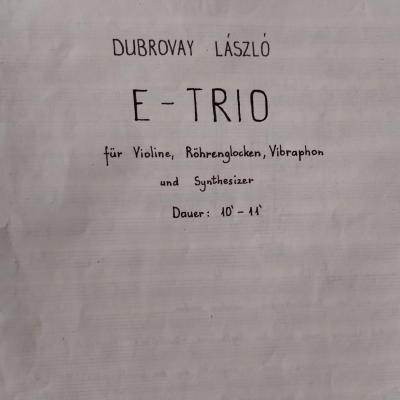 DUBROVAY LÁSZLÓ
E - TRIO
für Violine, Röhrenglocken, Vibraphon
und Synthesizer
Dauer: 10' - 11'